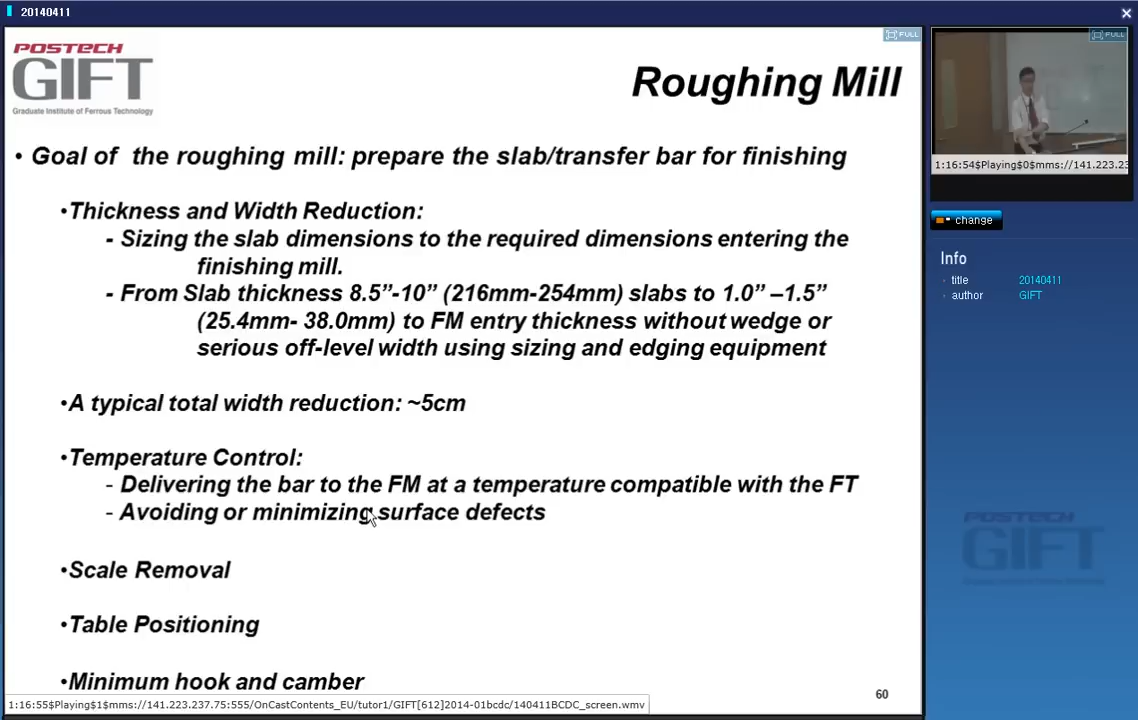 20140411
POSTECH
GIFT
Graduate Institute of Ferrous Technology
FULL
Roughing Mill
• Goal of the roughing mill: prepare the slab/transfer bar for finishing
•Thickness and Width Reduction:
- Sizing the slab dimensions to the required dimensions entering the
finishing mill.
- From Slab thickness 8.5”-10” (216mm-254mm) slabs to 1.0” –1.5”
(25.4mm- 38.0mm) to FM entry thickness without wedge or
serious off-level width using sizing and edging equipment
•A typical total width reduction: ~5cm
•Temperature Control:
- Delivering the bar to the FM at a temperature compatible with the FT
- Avoiding or minimizing surface defects
•Scale Removal
•Table Positioning
•Minimum hook and camber
60
1:16:55$Playing$1$mms://141.223.237.75:555/OnCastContents_EU/tutor1/GIFT[612]2014-01bcdc/140411BCDC_screen.wmv
FULL
1:16:54$Playing$0$mms://141.223.23
change
Info
title 20140411
author GIFT
POSTECH
GIFT